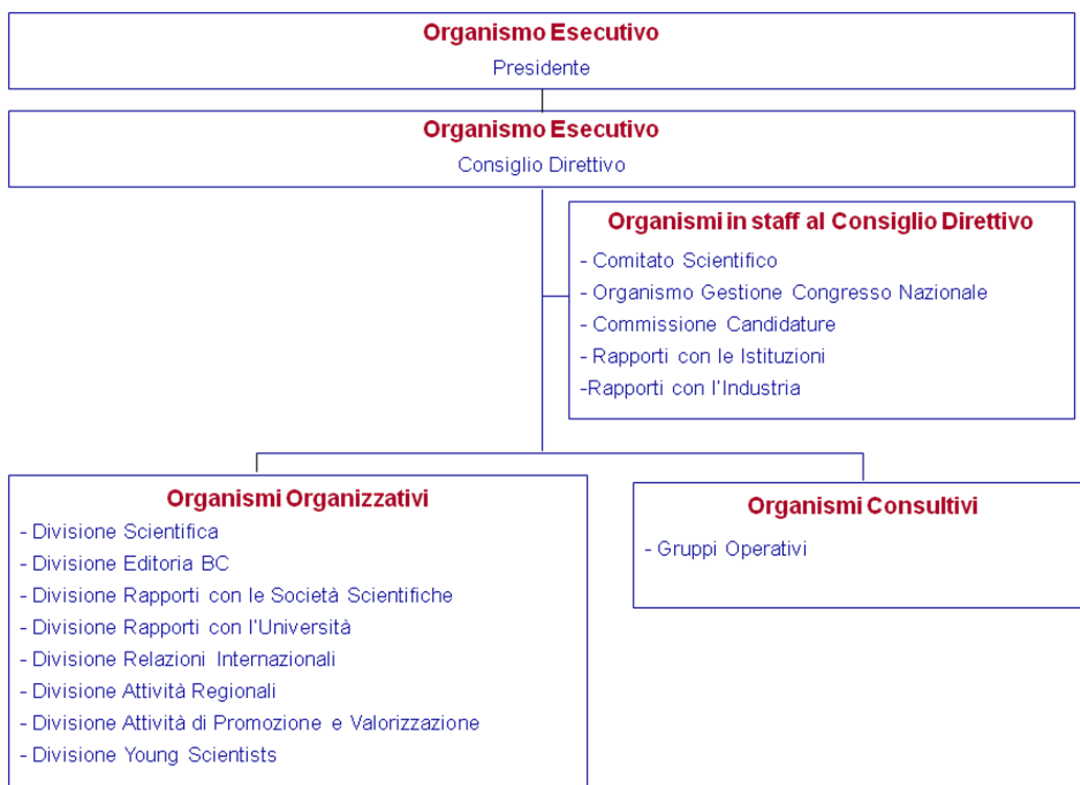 Organismo Esecutivo
Presidente
Organismo Esecutivo
Consiglio Direttivo
Organismi in staff al Consiglio Direttivo
- Comitato Scientifico
- Organismo Gestione Congresso Nazionale
- Commissione Candidature
- Rapporti con le Istituzioni
-Rapporti con l'Industria
Organismi Organizzativi
- Divisione Scientifica
- Divisione Editoria BC
- Divisione Rapporti con le Società Scientifiche
- Divisione Rapporti con l'Università
- Divisione Relazioni Internazionali
- Divisione Attività Regionali
- Divisione Attività di Promozione e Valorizzazione
- Divisione Young Scientists
Organismi Consultivi
- Gruppi Operativi